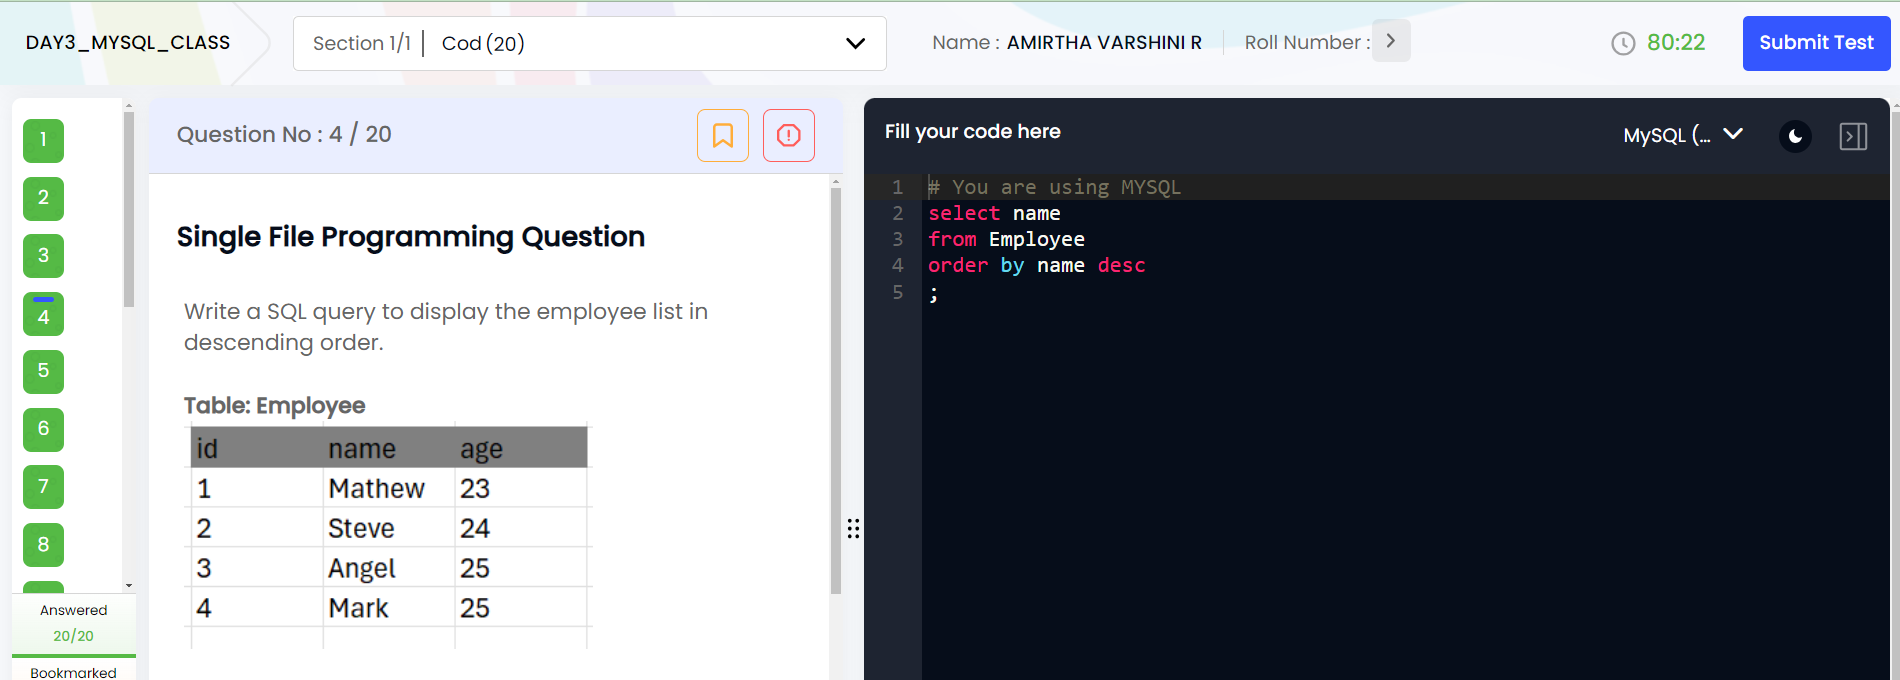 DAY3_MYSQL_CLASS
Section 1/1 | Cod (20)
Name : AMIRTHA VARSHINI R
Roll Number :
80:22
Submit Test
1
2
3
4
5
6
7
8
Answered
20/20
Bookmarked
Question No : 4 / 20
Single File Programming Question
Write a SQL query to display the employee list in
descending order.
Table: Employee
id name age
1 Mathew 23
2 Steve 24
3 Angel 25
4 Mark 25
Fill your code here
MySQL (...
1 # You are using MYSQL
2 select name
3 from Employee
4 order by name desc
5 ;